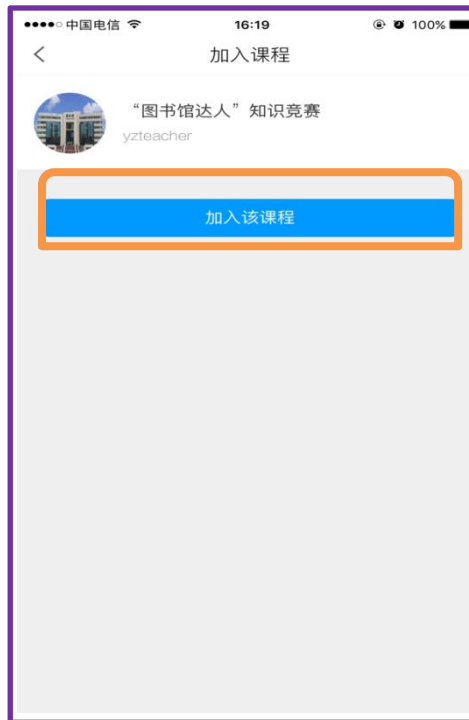 中国电信 16:19 100%
加入课程
“图书馆达人”知识竞赛
yzteacher
加入该课程